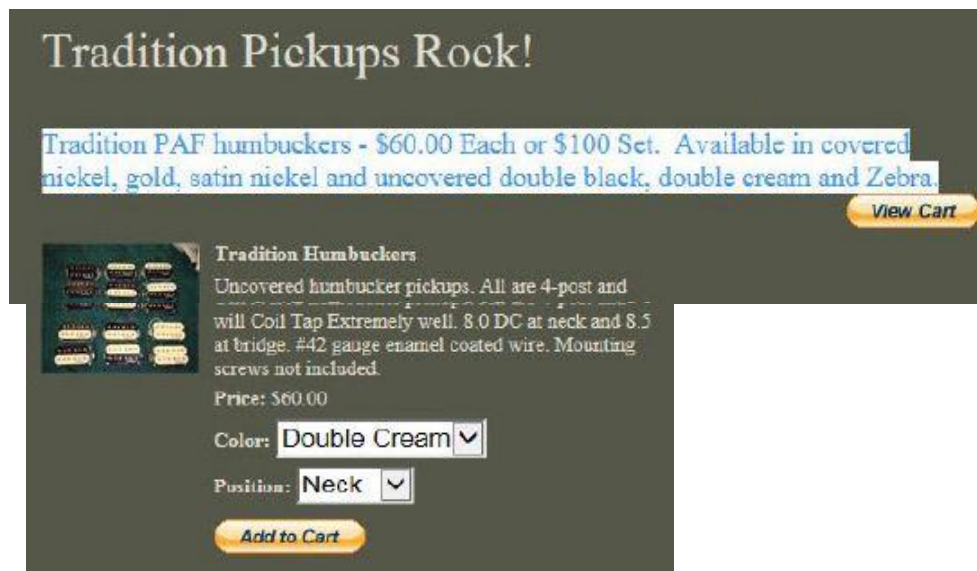 Tradition Pickups Rock!
Tradition PAF humbuckers - $60.00 Each or $100 Set. Available in covered
nickel, gold, satin nickel and uncovered double black, double cream and Zebra.
View Cart
Tradition Humbuckers
Uncovered humbucker pickups. All are 4-post and
will Coil Tap Extremely well. 8.0 DC at neck and 8.5
at bridge. #42 gauge enamel coated wire. Mounting
screws not included.
Price: $60.00
Color: Double Cream
Position: Neck
Add to Cart